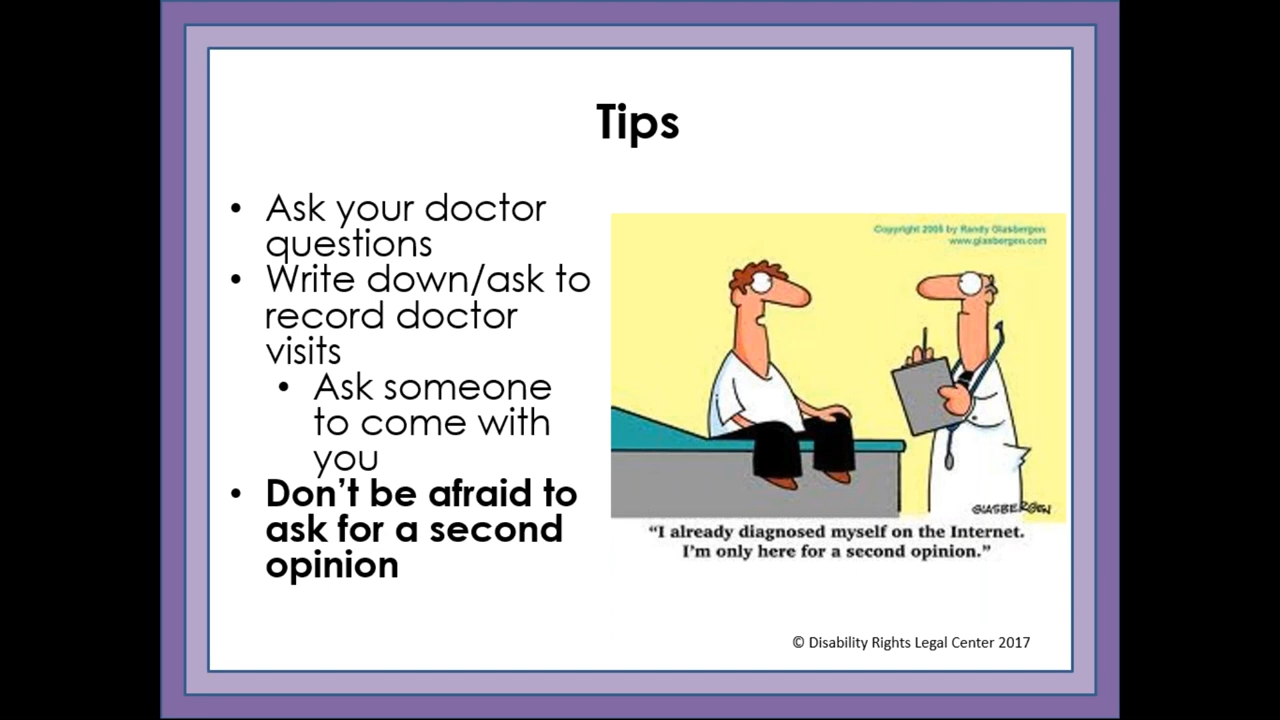 Tips
• Ask your doctor
questions
• Write down/ask to
record doctor
visits
• Ask someone
to come with
you
• Don't be afraid to
ask for a second
opinion
Copyright 2005 by Randy Glasbergen.
www.glasbergen.com
GLASBERGEN
“I already diagnosed myself on the Internet.
I'm only here for a second opinion.”
© Disability Rights Legal Center 2017